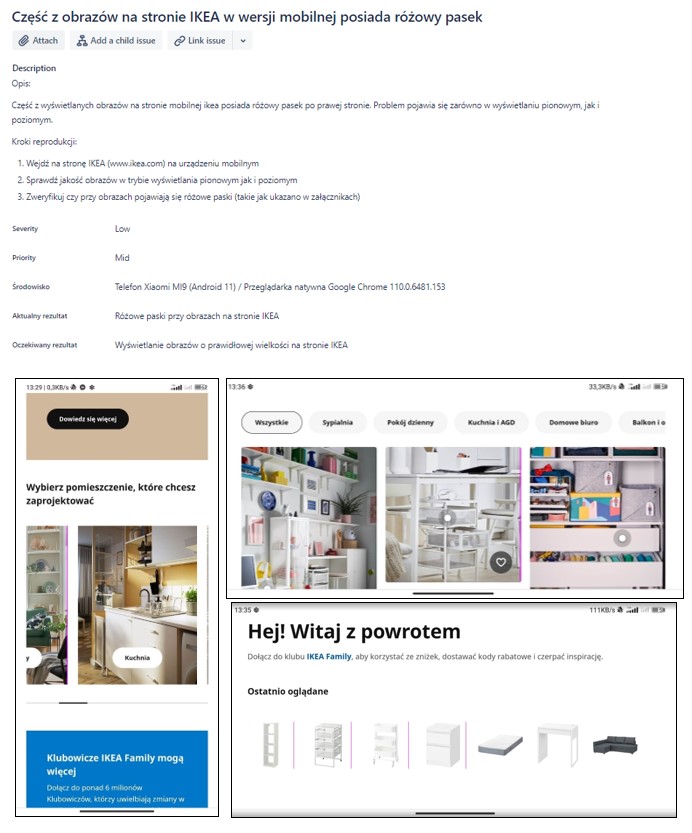 Część z obrazów na stronie IKEA w wersji mobilnej posiada różowy pasek
Attach
Add a child issue
Link issue
Description
Opis:
Część z wyświetlanych obrazów na stronie mobilnej ikea posiada różowy pasek po prawej stronie. Problem pojawia się zarówno w wyświetlaniu pionowym, jak i
poziomym.
Kroki reprodukcji:
1. Wejdź na stronę IKEA (www.ikea.com) na urządzeniu mobilnym
2. Sprawdź jakość obrazów w trybie wyświetlania pionowym jak i poziomym
3. Zweryfikuj czy przy obrazach pojawiają się różowe paski (takie jak ukazano w załącznikach)
Severity Low
Priority Mid
Środowisko Telefon Xiaomi MI9 (Android 11) / Przeglądarka natywna Google Chrome 110.0.6481.153
Aktualny rezultat Różowe paski przy obrazach na stronie IKEA
Oczekiwany rezultat Wyświetlanie obrazów o prawidłowej wielkości na stronie IKEA
13:29 | 0,3KB/s
Dowiedz się więcej
Wybierz pomieszczenie, które chcesz
zaprojektować
y
Kuchnia
Klubowicze IKEA Family mogą
więcej
Dołącz do ponad 6 milionów
Klubowiczów, którzy uwielbiają zmiany w
13:36
33,3KB/s
Wszystkie
Sypialnia
Pokój dzienny
Kuchnia i AGD
Domowe biuro
Balkon i o
13:35
111KB/s
Hej! Witaj z powrotem
Dołącz do klubu IKEA Family, aby korzystać ze zniżek, dostawać kody rabatowe i czerpać inspirację.
Ostatnio oglądane